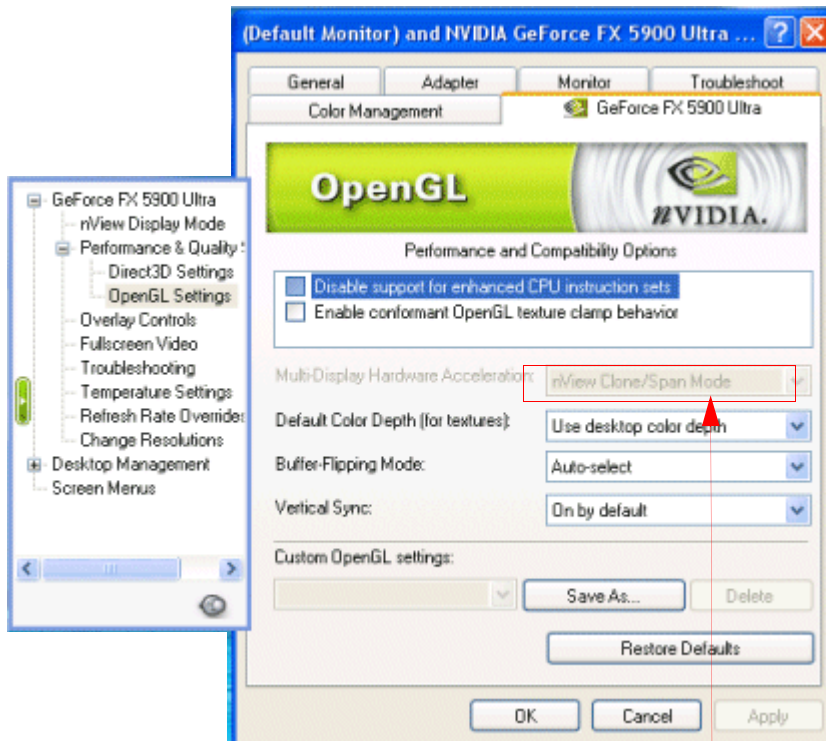 (Default Monitor) and NVIDIA GeForce FX 5900 Ultra ...
General Adapter Monitor Troubleshoot
Color Management GeForce FX 5900 Ultra
OpenGL
nVIDIA.
Performance and Compatibility Options
Disable support for enhanced CPU instruction sets
Enable conformant OpenGL texture clamp behavior
Multi-Display Hardware Acceleration: nView Clone/Span Mode
Default Color Depth (for textures): Use desktop color depth
Buffer-Flipping Mode: Auto-select
Vertical Sync: On by default
Custom OpenGL settings:
Save As... Delete
Restore Defaults
OK Cancel Apply
GeForce FX 5900 Ultra
nView Display Mode
Performance & Quality
Direct3D Settings
OpenGL Settings
Overlay Controls
Fullscreen Video
Troubleshooting
Temperature Settings
Refresh Rate Overrides
Change Resolutions
Desktop Management
Screen Menus